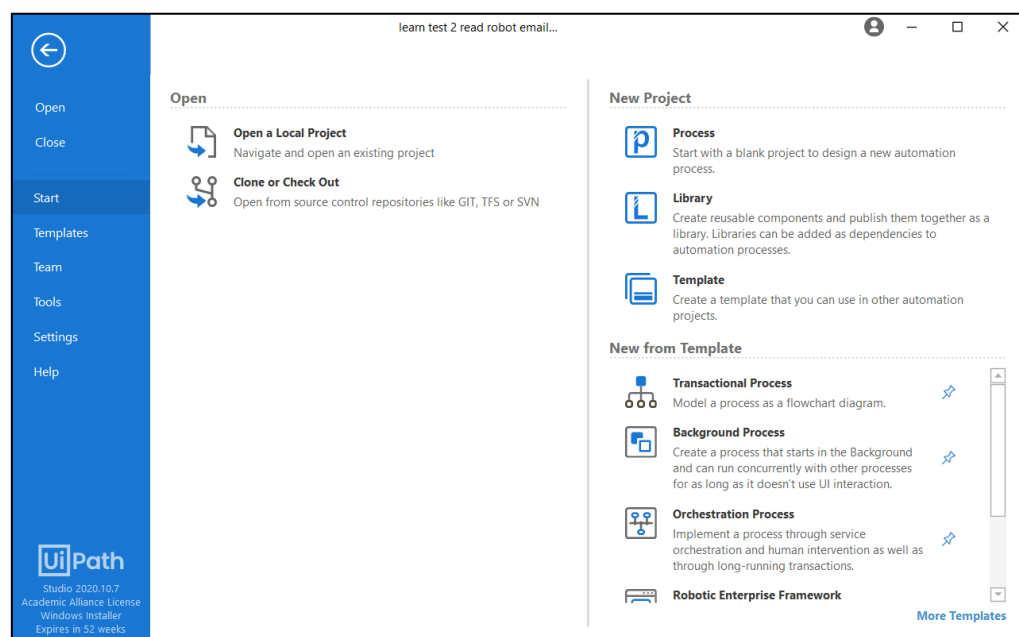 learn test 2 read robot email...
Open
Close
Start
Templates
Team
Tools
Settings
Help
UiPath
Studio 2020.10.7
Academic Alliance License
Windows Installer
Expires in 52 weeks
Open
Open a Local Project
Navigate and open an existing project
Clone or Check Out
Open from source control repositories like GIT, TFS or SVN
New Project
Process
Start with a blank project to design a new automation
process.
Library
Create reusable components and publish them together as a
library. Libraries can be added as dependencies to
automation processes.
Template
Create a template that you can use in other automation
projects.
New from Template
Transactional Process
Model a process as a flowchart diagram.
Background Process
Create a process that starts in the Background
and can run concurrently with other processes
for as long as it doesn't use UI interaction.
Orchestration Process
Implement a process through service
orchestration and human intervention as well as
through long-running transactions.
Robotic Enterprise Framework
More Templates